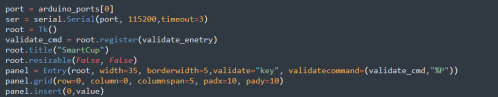 port = arduino_ports[0]
ser = serial.Serial(port, 115200,timeout=3)
root = Tk()
validate_cmd = root.register(validate_enetry)
root.title("SmartCup")
root.resizable(False, False)
panel = Entry(root, width=35, borderwidth=5,validate="key", validatecommand=(validate_cmd,"%P"))
panel.grid(row=0, column=0, columnspan=5, padx=10, pady=10)
panel.insert(0,value)